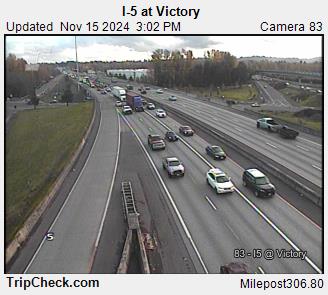 I-5 at Victory
Updated Nov 15 2024 3:02 PM Camera 83
5
83 - I5 @ Victory
TripCheck.com Milepost306.80